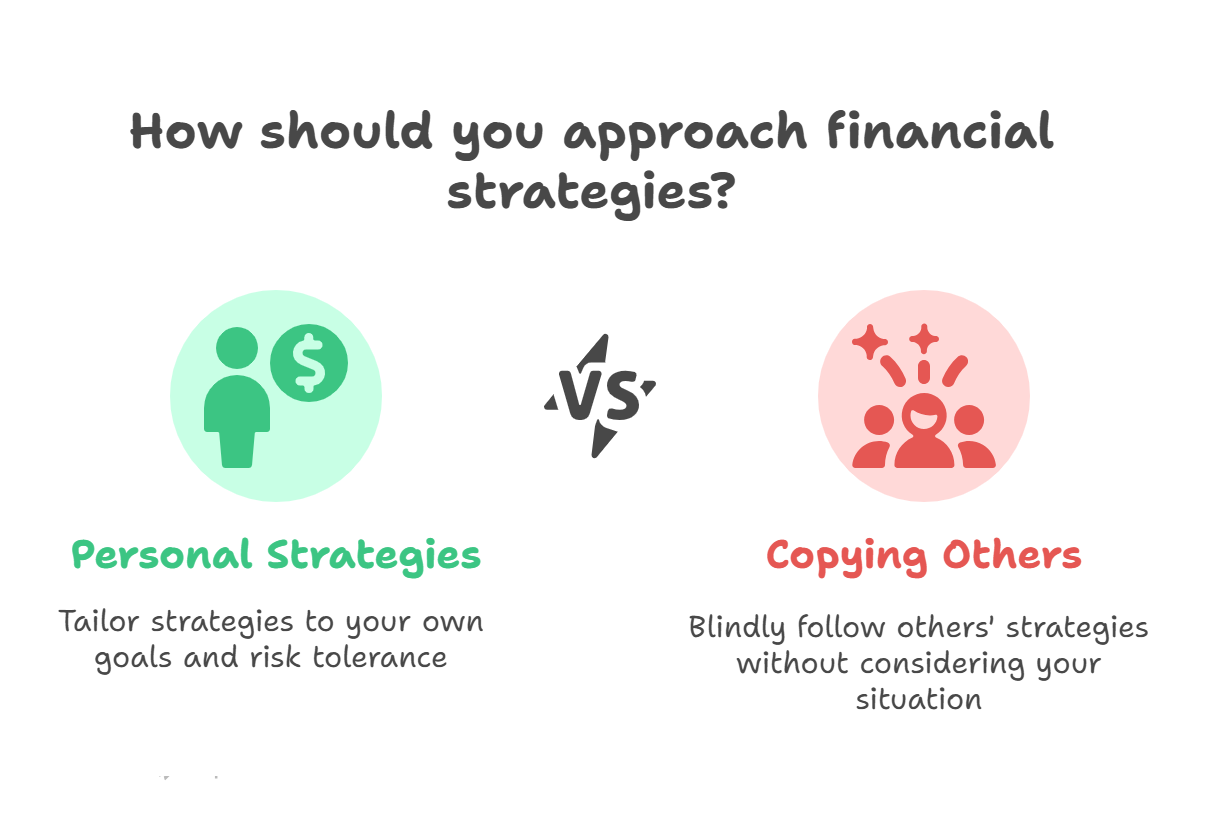 How should you approach financial
strategies?
$
VS
Personal Strategies
Copying Others
Tailor strategies to your own
goals and risk tolerance
Blindly follow others' strategies
without considering your
situation